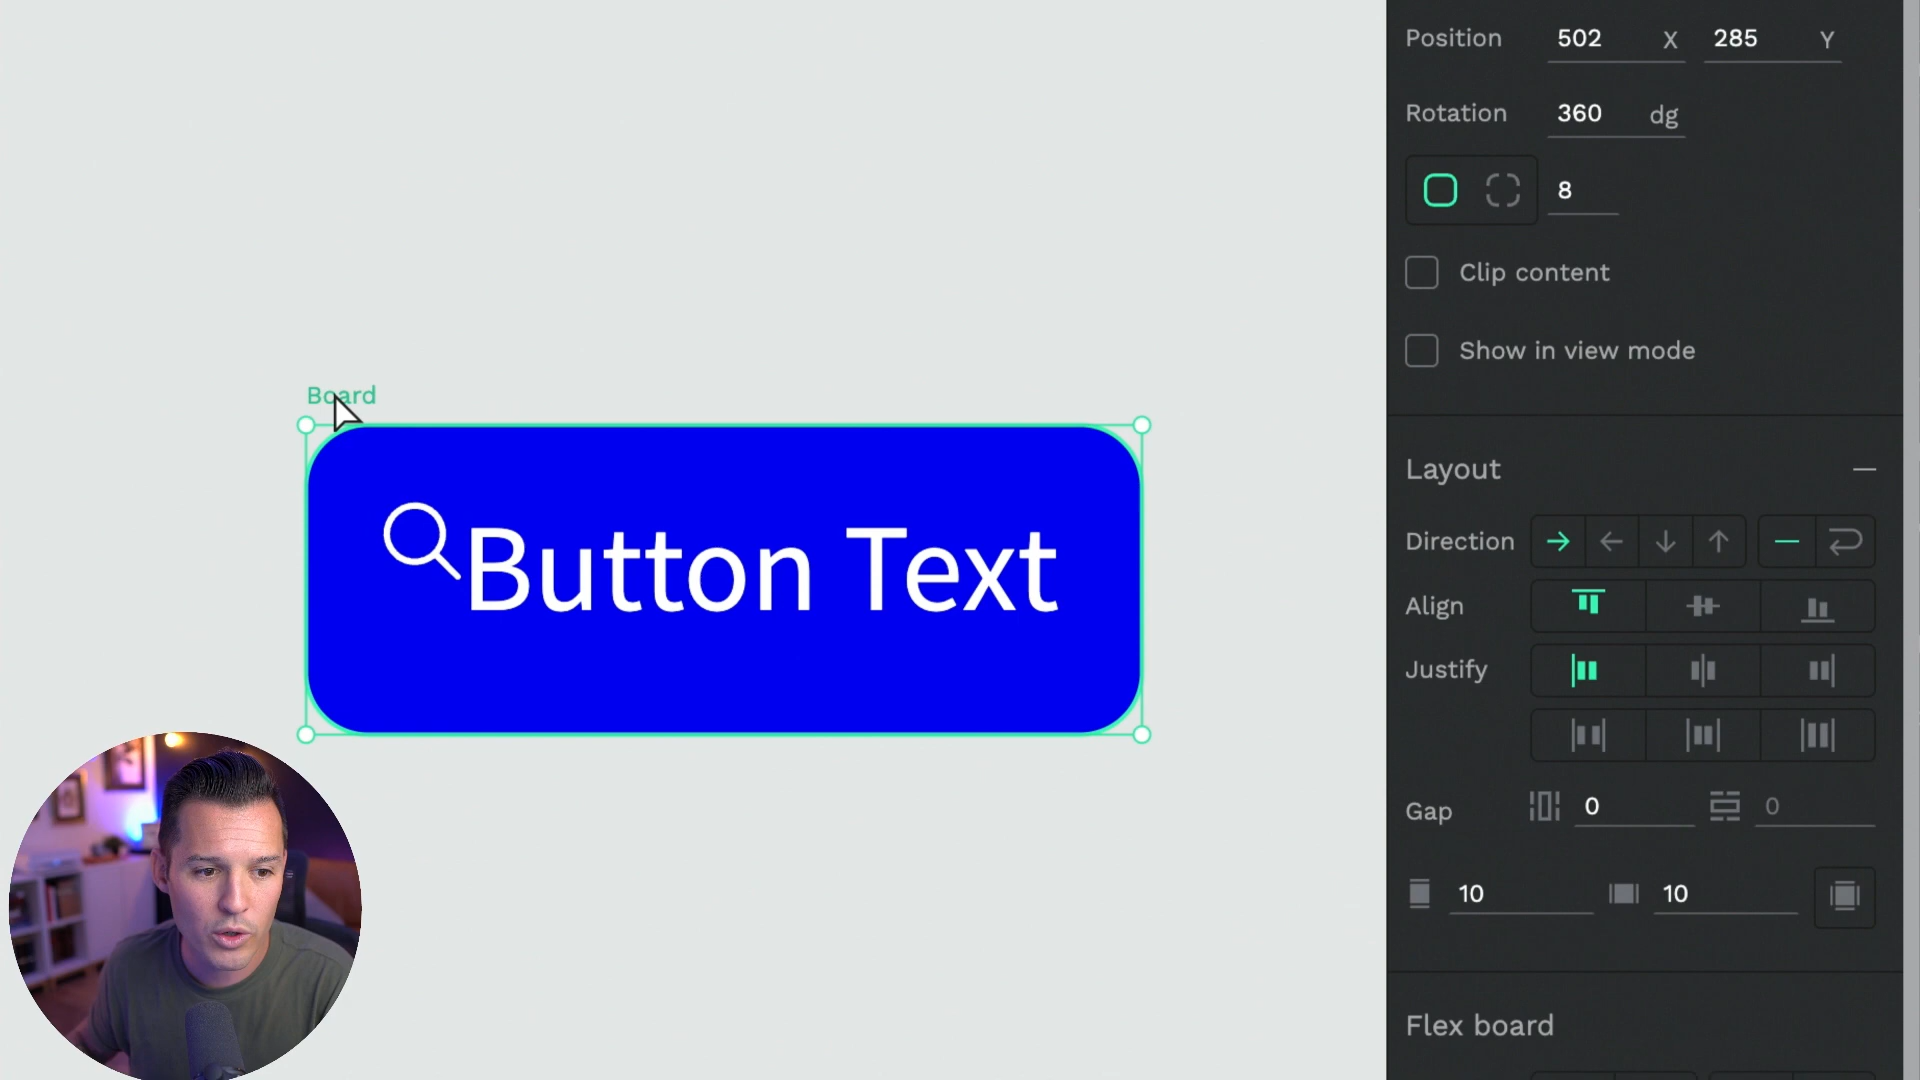 Position 502 X 285 Y
Rotation 360 dg
8
Clip content
Show in view mode
Board
Button Text
Layout
Direction
Align
Justify
Gap 0 0
10 10
Flex board